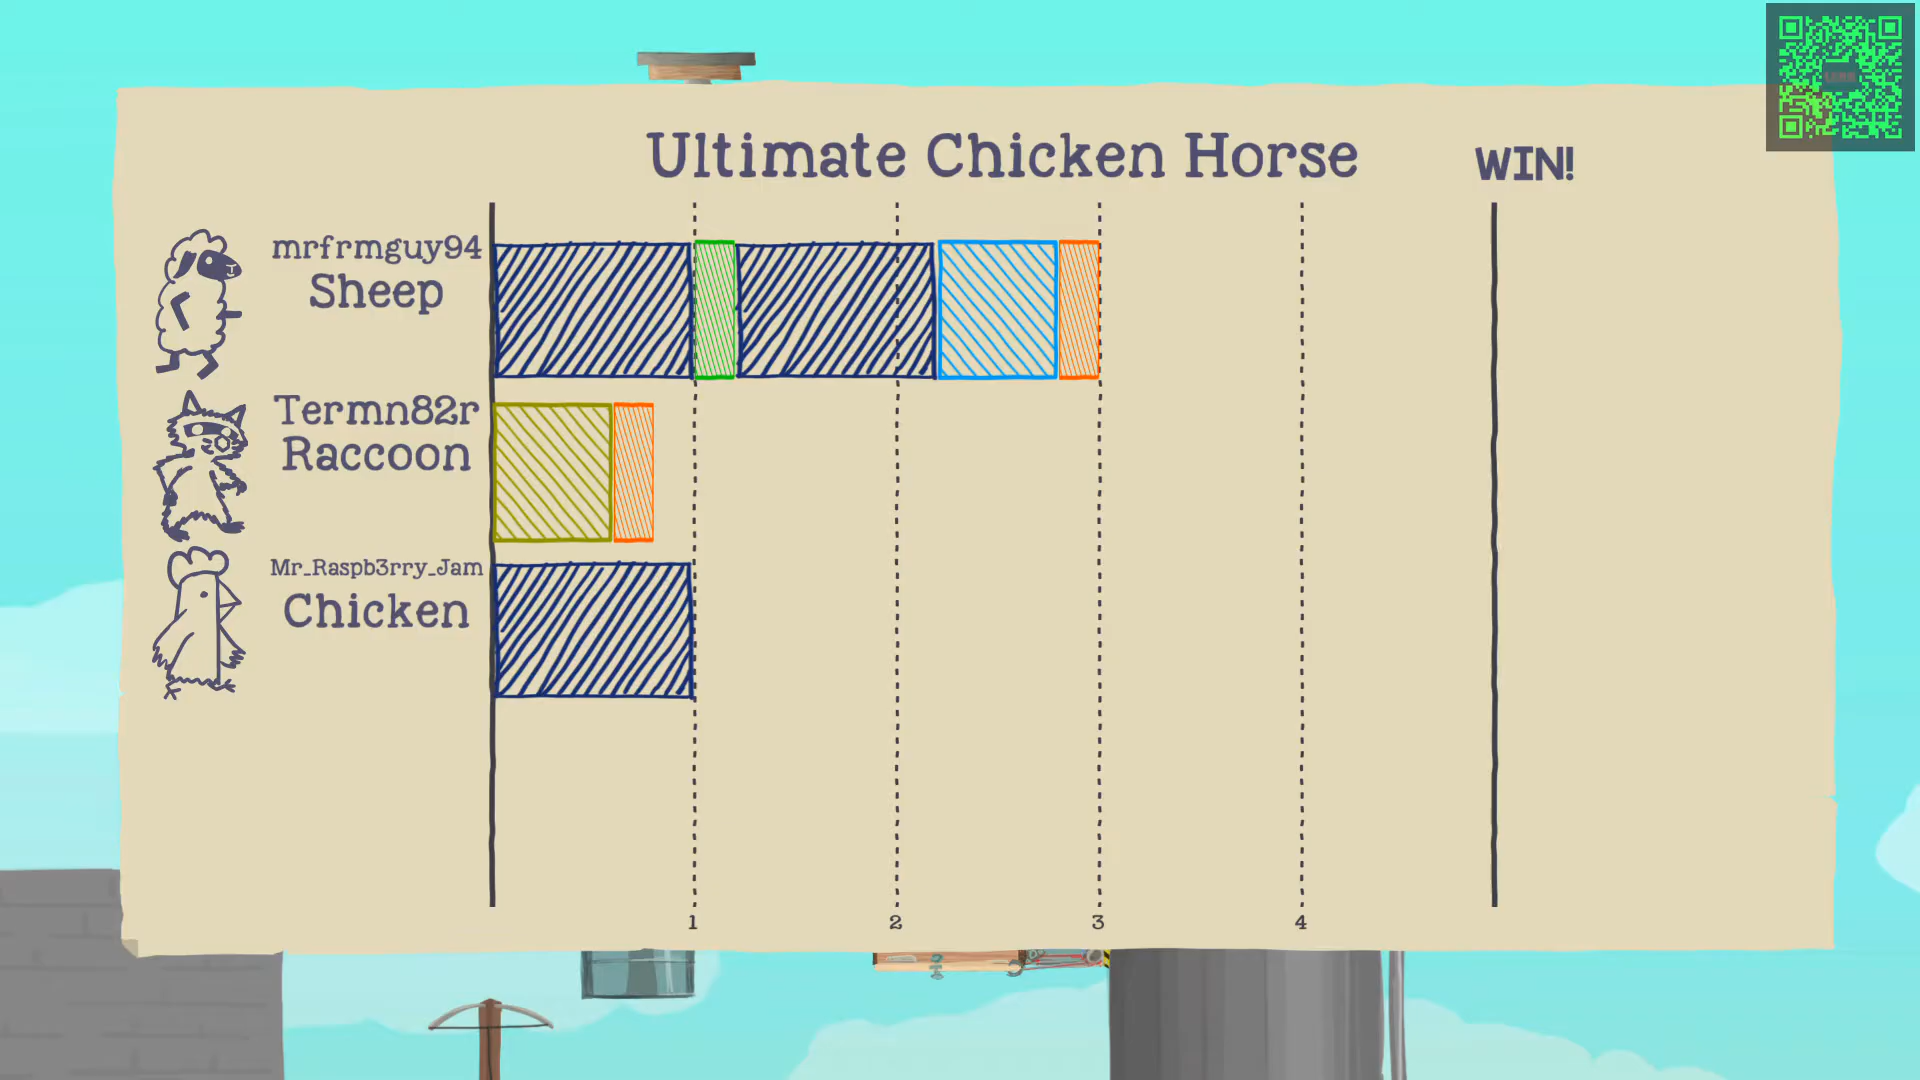 Ultimate Chicken Horse
WIN!
mrfrmguy94
Sheep
Termn82r
Raccoon
Mr_Raspb3rry_Jam
Chicken
1 2 3 4